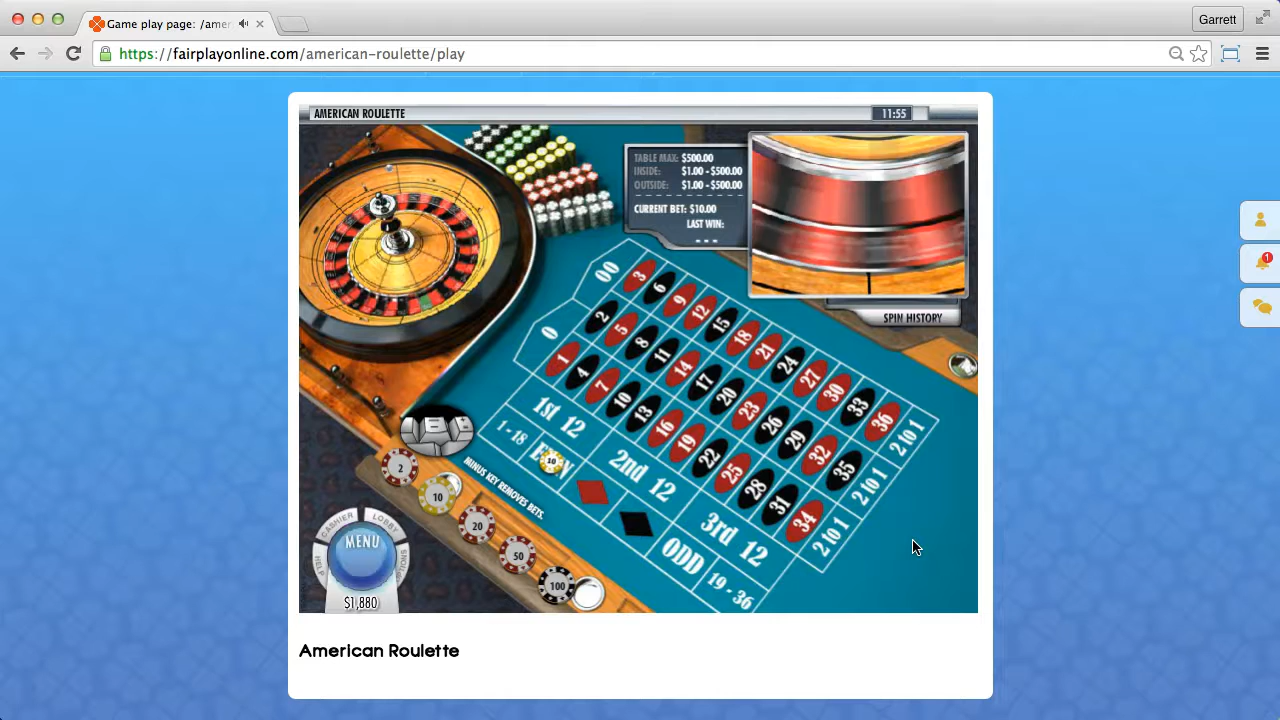 Game play page: /amer
Garrett
https://fairplayonline.com/american-roulette/play
AMERICAN ROULETTE
11:55
TABLE MAX: $500.00
INSIDE: $1.00 - $500.00
OUTSIDE: $1.00 - $500.00
CURRENT BET: $10.00
LAST WIN:
SPIN HISTORY
1
00 3 6 9 12 15 18 21 24 27 30 33 36 2 to 1
2 5 8 11 14 17 20 23 26 29 32 35 2 to 1
0 1 4 7 10 13 16 19 22 25 28 31 34 2 to 1
1st 12 2nd 12 3rd 12
1 - 18
10
ODD
19 - 36
MINUS KEY REMOVES BETS.
2
10
20
50
100
CASHIER
LOBBY
MENU
HELP
$1,880
American Roulette